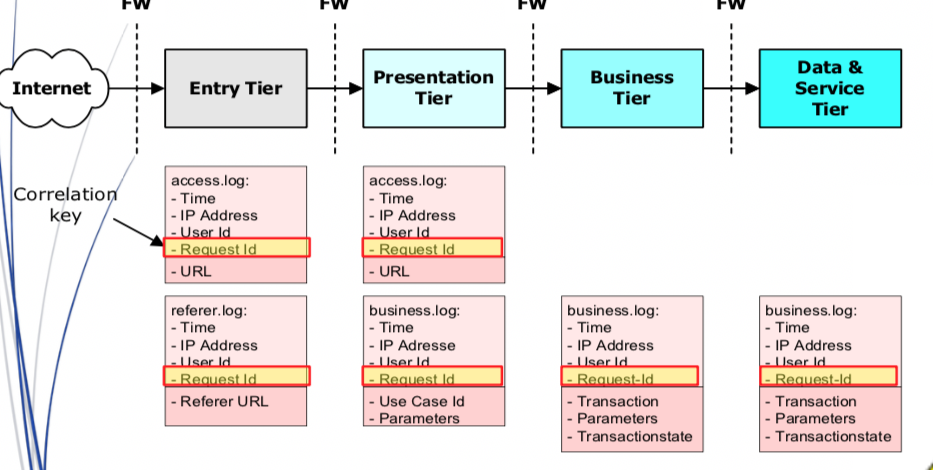 FW
FW
FW
FW
Internet
Entry Tier
Presentation
Tier
Business
Tier
Data &
Service
Tier
Correlation
key
access.log:
- Time
- IP Address
- User Id
- Request Id
- URL
access.log:
- Time
- IP Address
- User Id
- Request Id
- URL
referer.log:
- Time
- IP Address
- User Id
- Request Id
- Referer URL
business.log:
- Time
- IP Adresse
- User Id
- Request Id
- Use Case Id
- Parameters
business.log:
- Time
- IP Address
- User Id
- Request-Id
- Transaction
- Parameters
- Transactionstate
business.log:
- Time
- IP Address
- User Id
- Request-Id
- Transaction
- Parameters
- Transactionstate